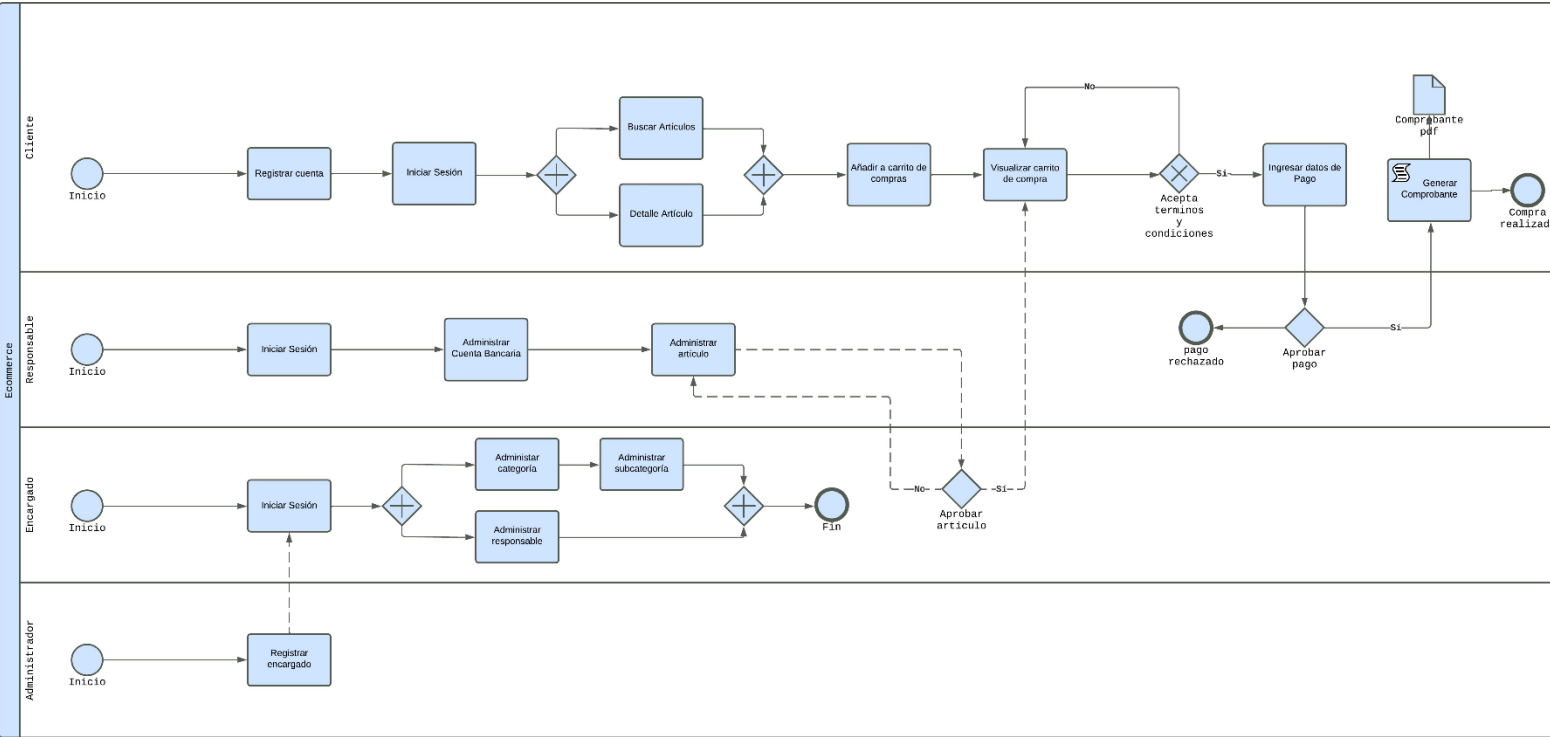 Ecommerce
Cliente
Inicio
Registrar cuenta
Iniciar Sesión
Buscar Artículos
Detalle Artículo
Añadir a carrito de
compras
Visualizar carrito
de compra
No
Acepta
terminos
y
condiciones
Si
Ingresar datos de
Pago
Comprobante
pdf
Generar
Comprobante
Compra
realizad
Responsable
Inicio
Iniciar Sesión
Administrar
Cuenta Bancaria
Administrar
artículo
pago
rechazado
Aprobar
pago
Si
Encargado
Inicio
Iniciar Sesión
Administar
categoría
Administrar
subcategoría
Administrar
responsable
Fin
No
Aprobar
articulo
Si
Administrador
Inicio
Registrar
encargado